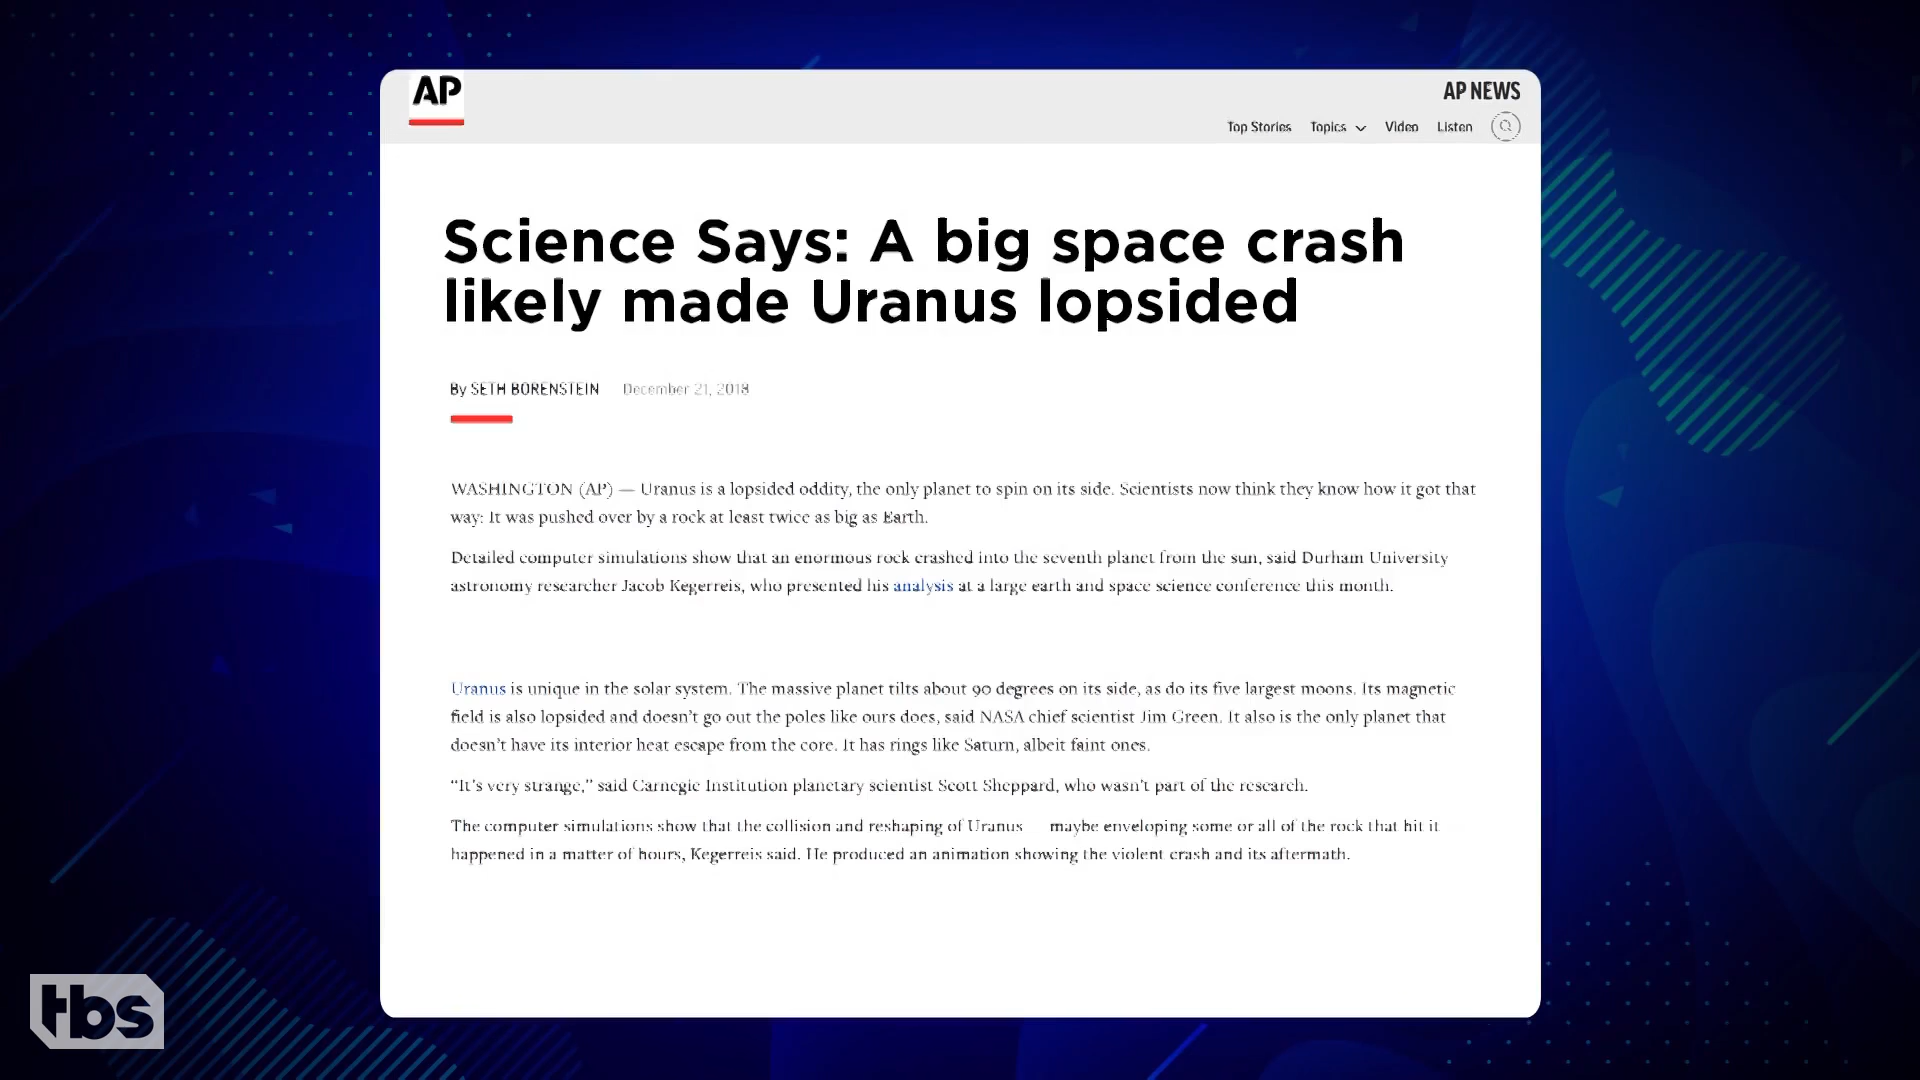 AP
AP NEWS
Top Stories Topics Video Listen
Science Says: A big space crash
likely made Uranus lopsided
By SETH BORENSTEIN December 21, 2018
WASHINGTON (AP) — Uranus is a lopsided oddity, the only planet to spin on its side. Scientists now think they know how it got that
way: It was pushed over by a rock at least twice as big as Earth.
Detailed computer simulations show that an enormous rock crashed into the seventh planet from the sun, said Durham University
astronomy researcher Jacob Kegerreis, who presented his analysis at a large earth and space science conference this month.
Uranus is unique in the solar system. The massive planet tilts about 90 degrees on its side, as do its five largest moons. Its magnetic
field is also lopsided and doesn't go out the poles like ours does, said NASA chief scientist Jim Green. It also is the only planet that
doesn't have its interior heat escape from the core. It has rings like Saturn, albeit faint ones.
“It's very strange,” said Carnegie Institution planetary scientist Scott Sheppard, who wasn't part of the research.
The computer simulations show that the collision and reshaping of Uranus maybe enveloping some or all of the rock that hit it
happened in a matter of hours, Kegerreis said. He produced an animation showing the violent crash and its aftermath.
tbs